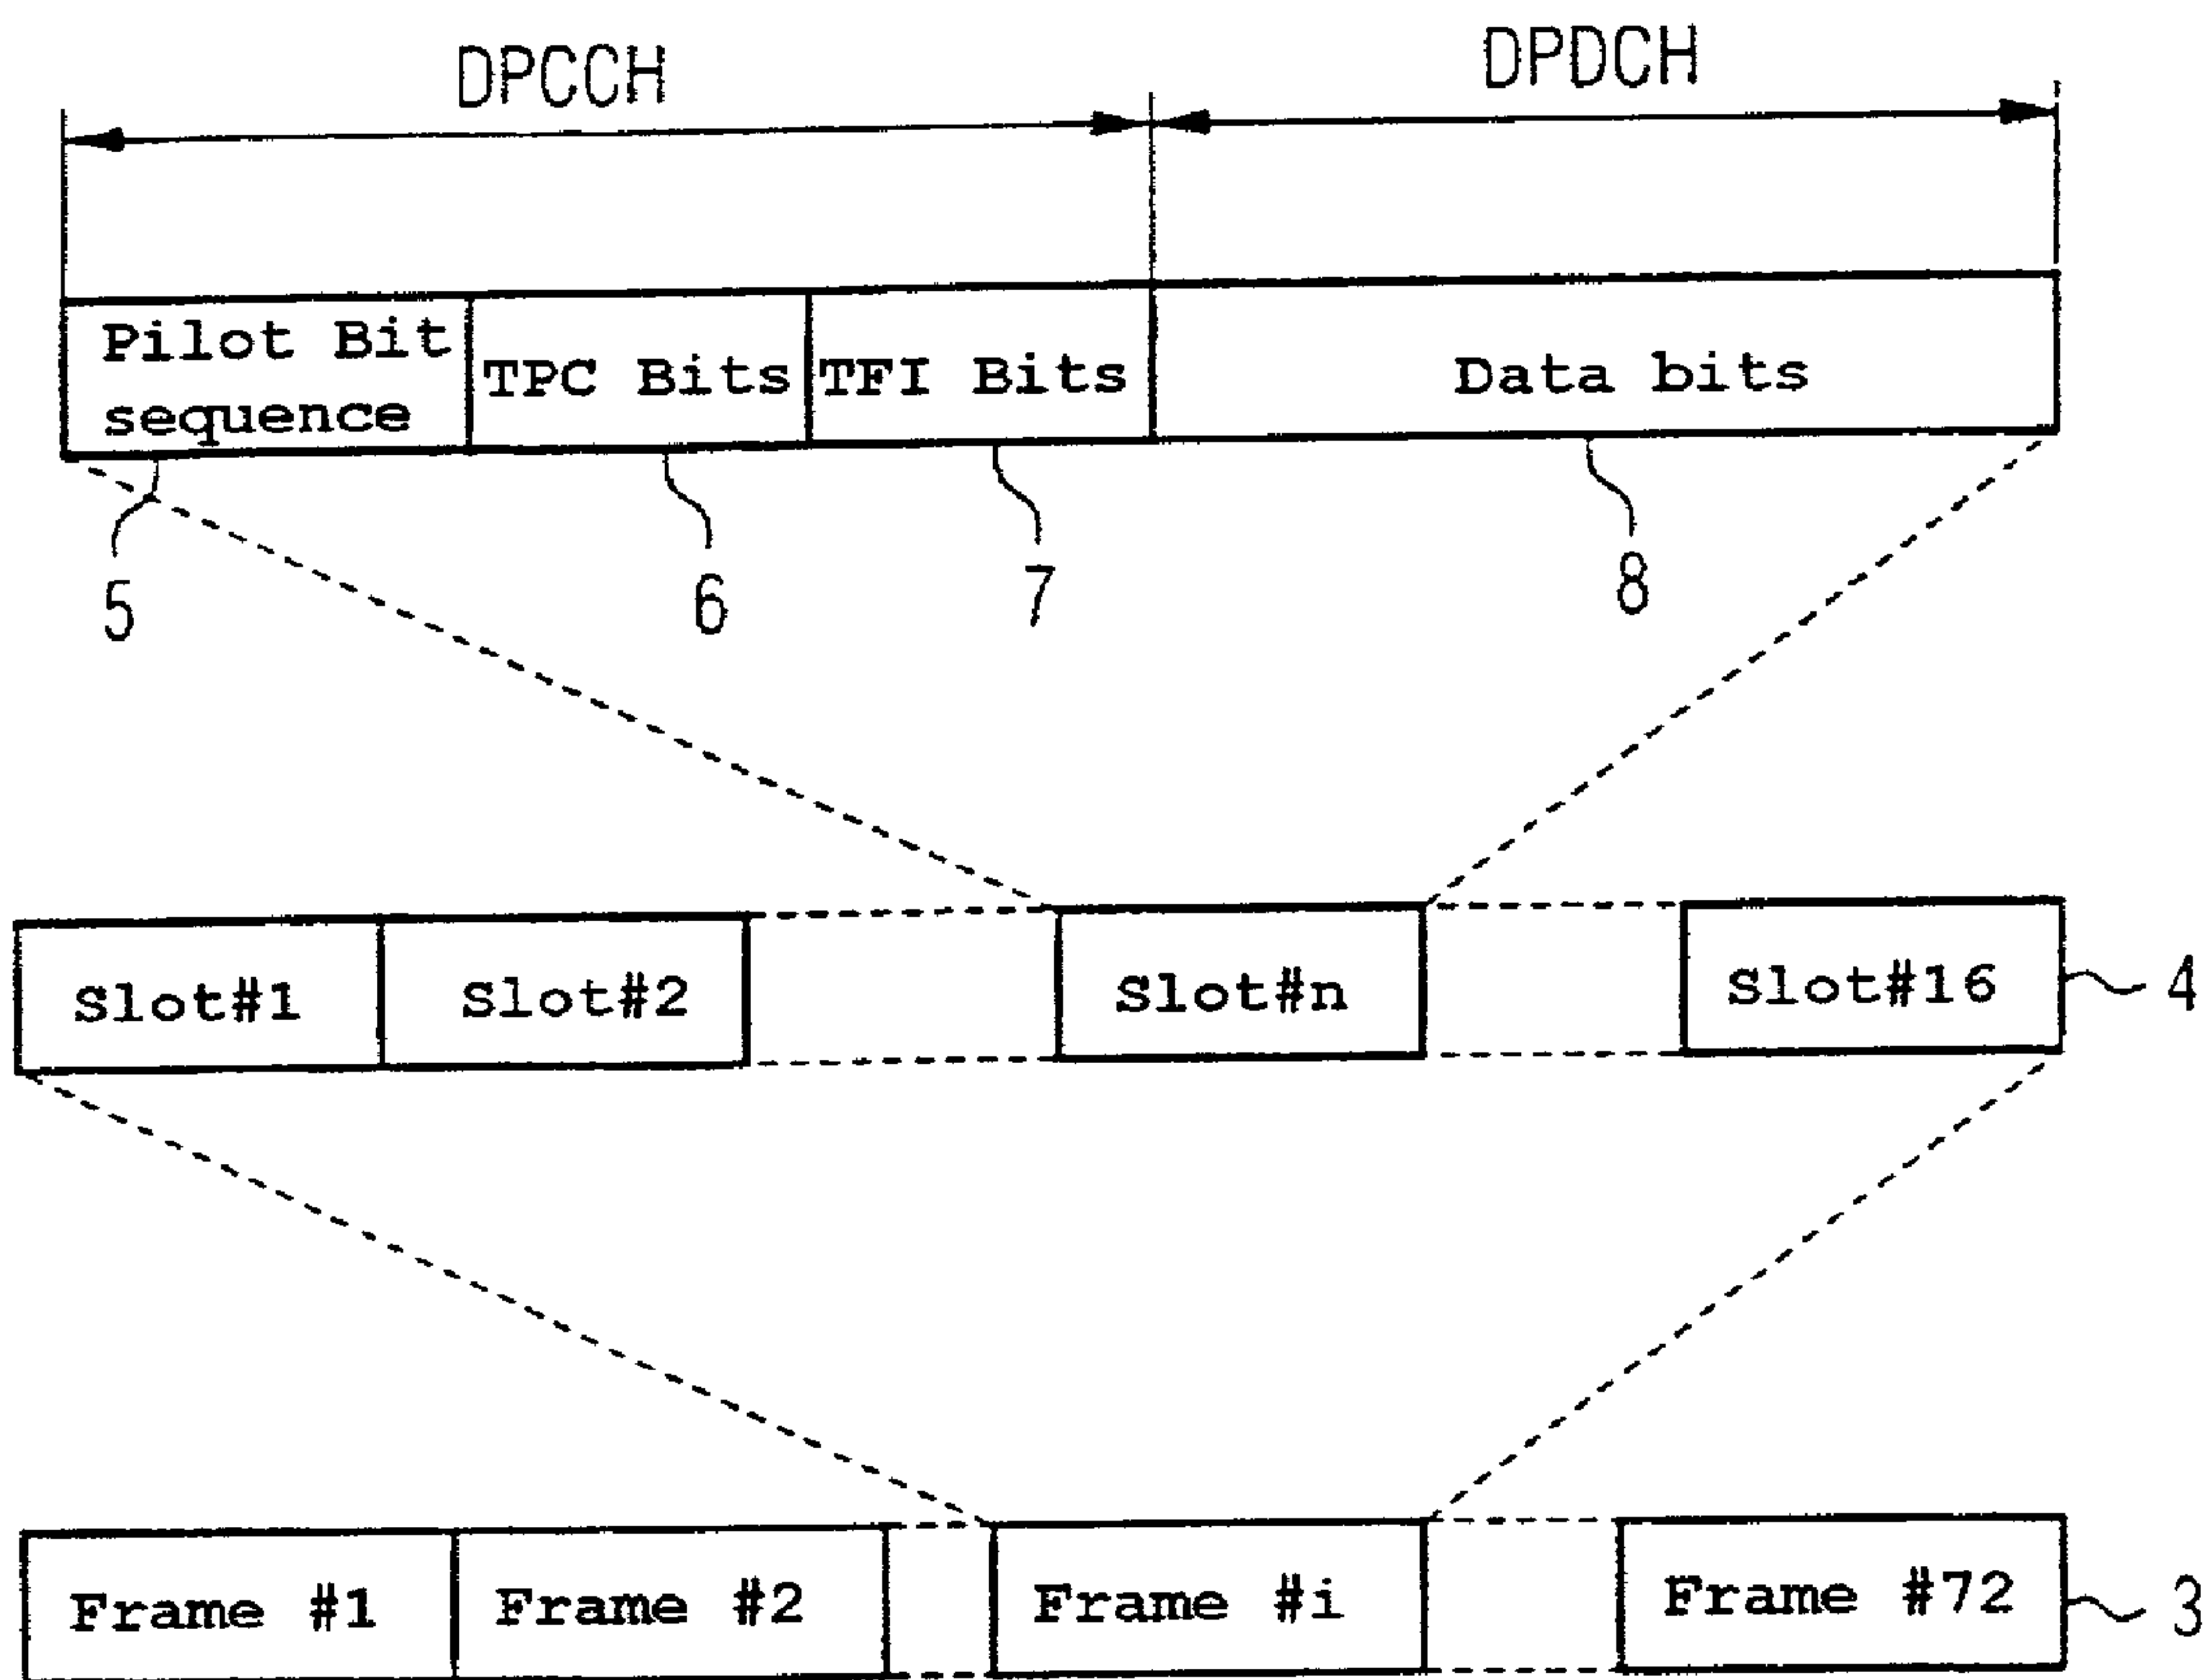 DPCCH DPDCH
Pilot Bit sequence TPC Bits TFI Bits Data bits
5 6 7 8
Slot#1 Slot#2 Slot#n Slot#16 4
Frame #1 Frame #2 Frame #i Frame #72 3